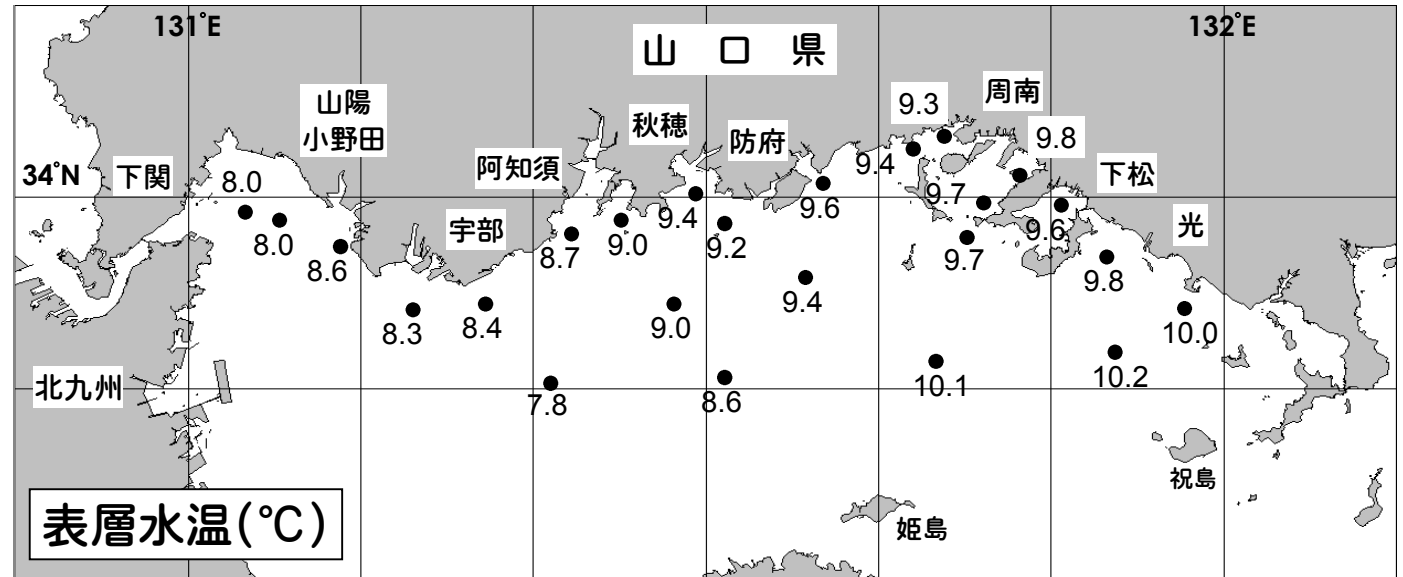 131°E
132°E
山 口 県
山陽
小野田
秋穂
防府
周南
9.3
9.8
阿知須
9.4
下松
34°N
下関
8.0
9.7
9.4
9.6
9.6
光
宇部
8.0
8.7
9.0
9.2
9.7
8.6
9.8
8.3
8.4
9.0
9.4
10.0
北九州
7.8
8.6
10.1
10.2
祝島
表層水温(℃)
姫島